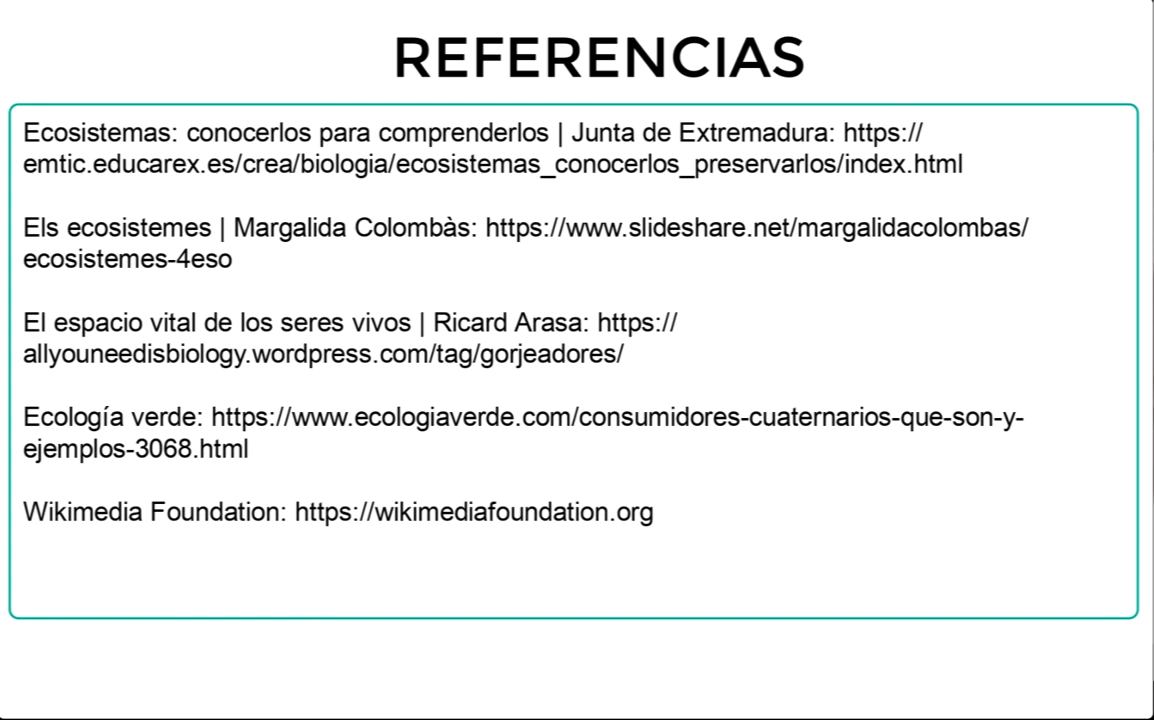 REFERENCIAS
Ecosistemas: conocerlos para comprenderlos | Junta de Extremadura: https://
emtic.educarex.es/crea/biologia/ecosistemas_conocerlos_preservarlos/index.html
Els ecosistemes | Margalida Colombàs: https://www.slideshare.net/margalidacolombas/
ecosistemes-4eso
El espacio vital de los seres vivos | Ricard Arasa: https://
allyouneedisbiology.wordpress.com/tag/gorjeadores/
Ecología verde: https://www.ecologiaverde.com/consumidores-cuaternarios-que-son-y-
ejemplos-3068.html
Wikimedia Foundation: https://wikimediafoundation.org